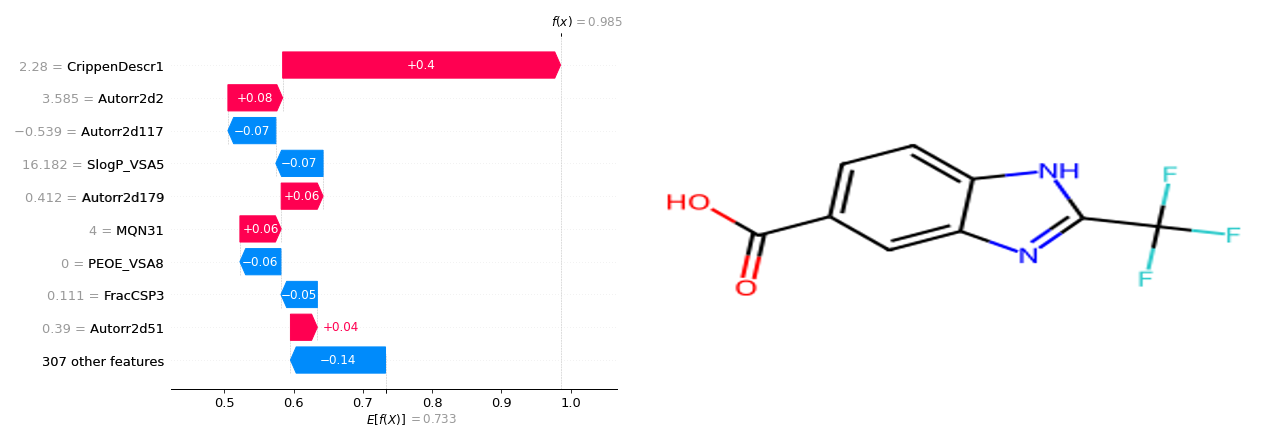 f(x) = 0.985
2.28 = CrippenDescr1
+0.4
3.585 = Autorr2d2
+0.08
−0.539 = Autorr2d117
−0.07
16.182 = SlogP_VSA5
−0.07
0.412 = Autorr2d179
+0.06
4 = MQN31
+0.06
0 = PEOE_VSA8
−0.06
0.111 = FracCSP3
−0.05
0.39 = Autorr2d51
+0.04
307 other features
−0.14
0.5 0.6 0.7 0.8 0.9 1.0
E[f(X)] = 0.733
HO
O
NH
N
F
F
F